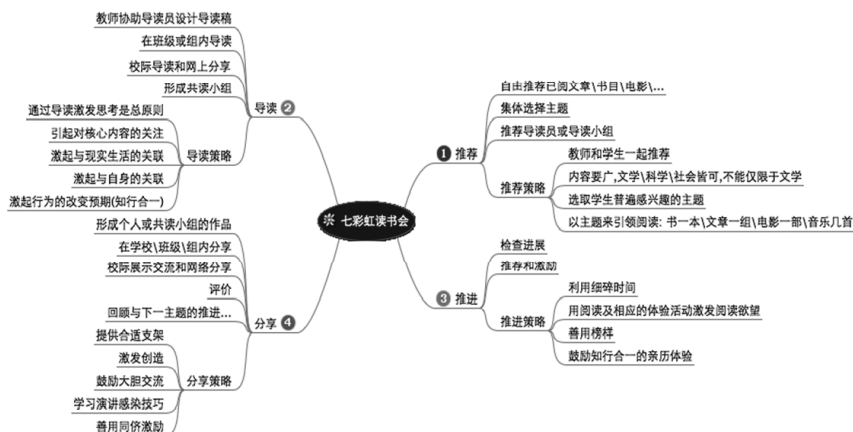 七彩虹读书会
1 推荐
自由推荐已阅文章\书目\电影\...
集体选择主题
推荐导读员或导读小组
推荐策略
教师和学生一起推荐
内容要广,文学\科学\社会皆可,不能仅限于文学
选取学生普遍感兴趣的主题
以主题来引领阅读: 书一本\文章一组\电影一部\音乐几首
导读 2
教师协助导读员设计导读稿
在班级或组内导读
校际导读和网上分享
形成共读小组
导读策略
通过导读激发思考是总原则
引起对核心内容的关注
激起与现实生活的关联
激起与自身的关联
激起行为的改变预期(知行合一)
3 推进
检查进展
推荐和激励
推进策略
利用细碎时间
用阅读及相应的体验活动激发阅读欲望
善用榜样
鼓励知行合一的亲历体验
分享 4
形成个人或共读小组的作品
在学校\班级\组内分享
校际展示交流和网络分享
评价
回顾与下一主题的推进...
分享策略
提供合适支架
激发创造
鼓励大胆交流
学习演讲感染技巧
善用同侪激励